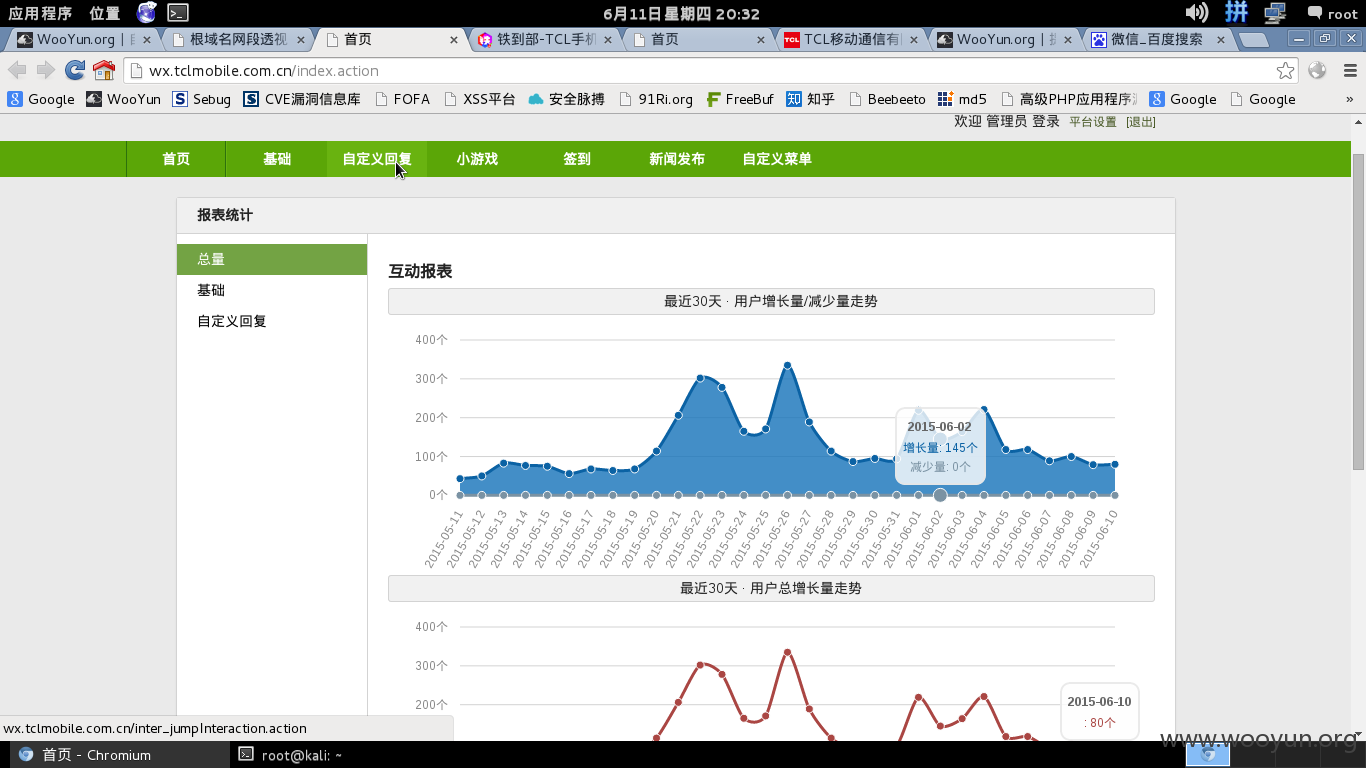 应用程序 位置 6月11日星期四 20:32 拼 root
WooYun.org | 根域名网段透视 首页 铁到部-TCL手机 首页 TCL移动通信有 WooYun.org | 微信_百度搜索
wx.tclmobile.com.cn/index.action
Google WooYun Sebug CVE漏洞信息库 FOFA XSS平台 安全脉搏 91Ri.org FreeBuf 知乎 Beebeeto md5 高级PHP应用程序 Google Google »
欢迎 管理员 登录 平台设置 [退出]
首页 基础 自定义回复 小游戏 签到 新闻发布 自定义菜单
报表统计
总量
基础
自定义回复
互动报表
最近30天 · 用户增长量/减少量走势
400个
300个
200个
100个
0个
2015-06-02
增长量: 145个
减少量: 0个
2015-05-11 2015-05-12 2015-05-13 2015-05-14 2015-05-15 2015-05-16 2015-05-17 2015-05-18 2015-05-19 2015-05-20 2015-05-21 2015-05-22 2015-05-23 2015-05-24 2015-05-25 2015-05-26 2015-05-27 2015-05-28 2015-05-29 2015-05-30 2015-05-31 2015-06-01 2015-06-02 2015-06-03 2015-06-04 2015-06-05 2015-06-06 2015-06-07 2015-06-08 2015-06-09 2015-06-10
最近30天 · 用户总增长量走势
400个
300个
200个
2015-06-10
: 80个
wx.tclmobile.com.cn/inter_jumpInteraction.action
www.wooyun.org
首页 - Chromium root@kali: ~